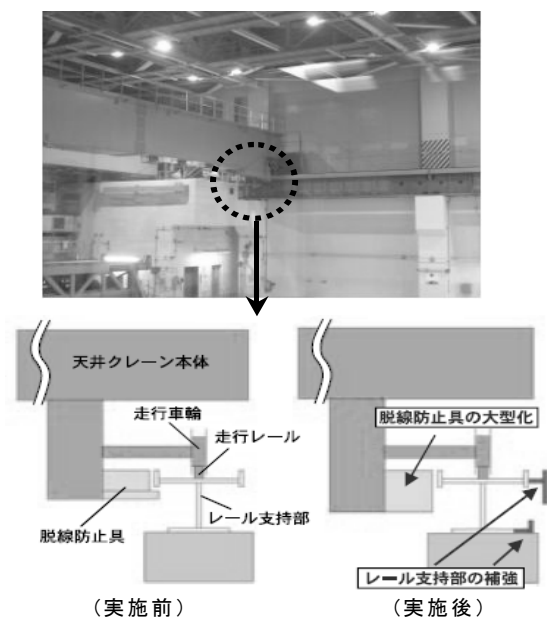 天井クレーン本体
走行車輪
走行レール
レール支持部
脱線防止具
(実施前)
脱線防止具の大型化
レール支持部の補強
(実施後)